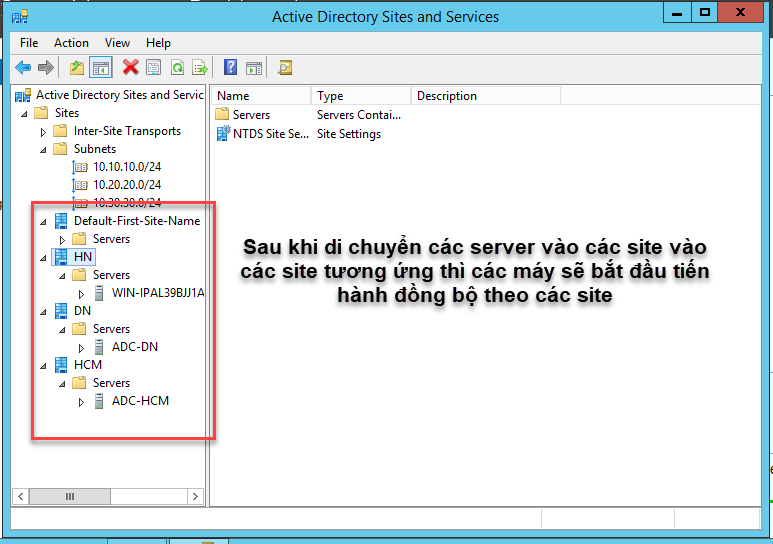 Active Directory Sites and Services
File Action View Help
Active Directory Sites and Servic
Sites
Inter-Site Transports
Subnets
10.10.10.0/24
10.20.20.0/24
10.30.30.0/24
Default-First-Site-Name
Servers
HN
Servers
WIN-IPAL39BJJ1A
DN
Servers
ADC-DN
HCM
Servers
ADC-HCM
Name Type Description
Servers Servers Contai...
NTDS Site Se... Site Settings
Sau khi di chuyển các server vào các site vào
các site tương ứng thì các máy sẽ bắt đầu tiến
hành đồng bộ theo các site